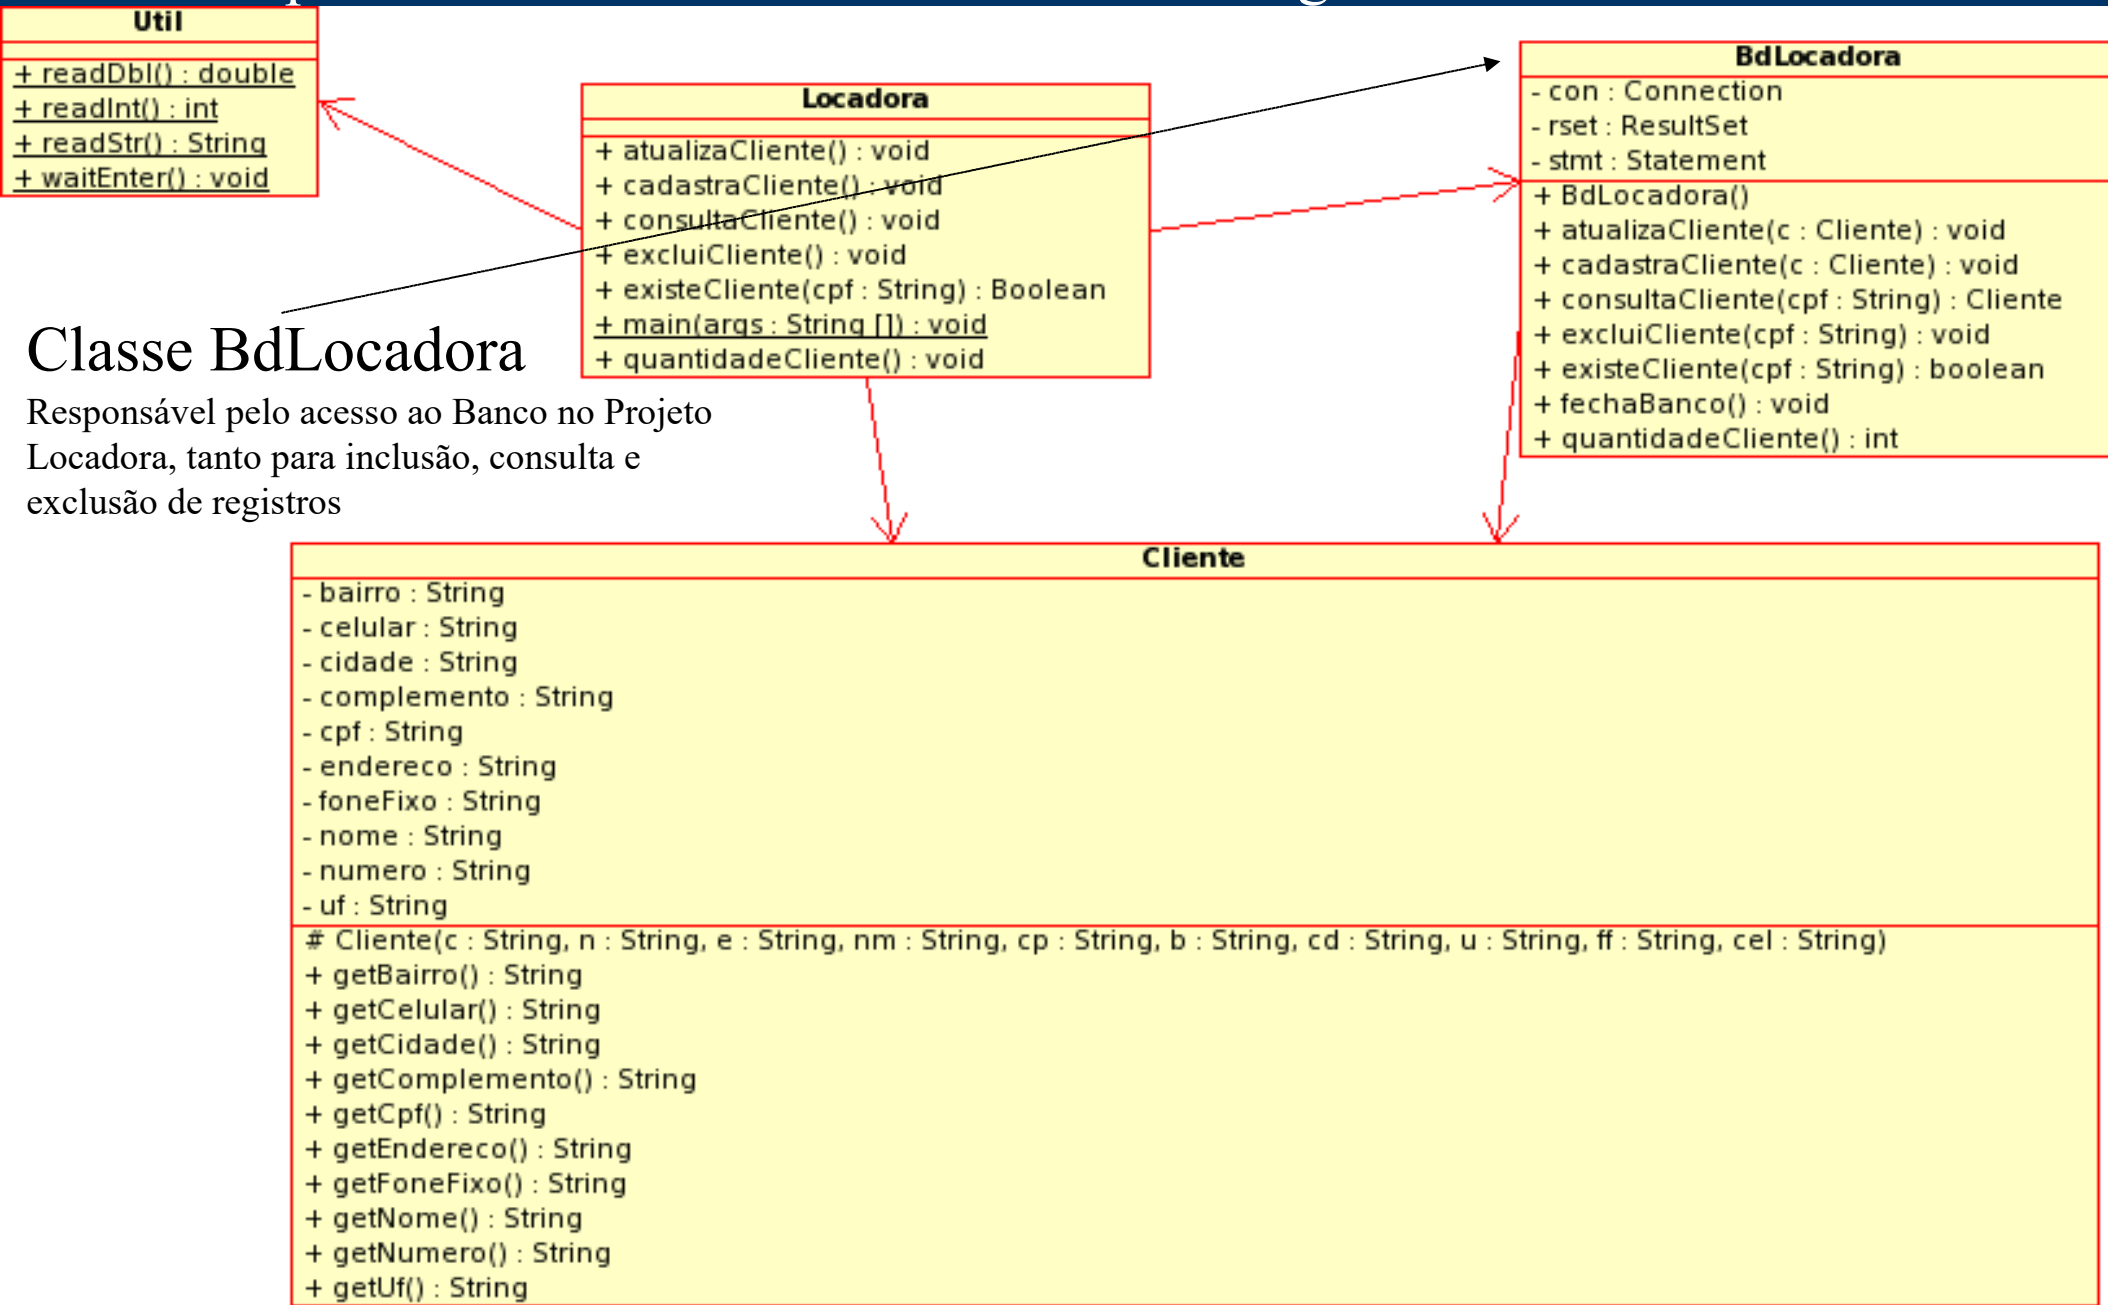 Util
+ readDbl() : double
+ readInt() : int
+ readStr() : String
+ waitEnter() : void
Locadora
+ atualizaCliente() : void
+ cadastraCliente() : void
+ consultaCliente() : void
+ excluiCliente() : void
+ existeCliente(cpf : String) : Boolean
+ main(args : String []) : void
+ quantidadeCliente() : void
BdLocadora
- con : Connection
- rset : ResultSet
- stmt : Statement
+ BdLocadora()
+ atualizaCliente(c : Cliente) : void
+ cadastraCliente(c : Cliente) : void
+ consultaCliente(cpf : String) : Cliente
+ excluiCliente(cpf : String) : void
+ existeCliente(cpf : String) : boolean
+ fechaBanco() : void
+ quantidadeCliente() : int
Classe BdLocadora
Responsável pelo acesso ao Banco no Projeto
Locadora, tanto para inclusão, consulta e
exclusão de registros
Cliente
- bairro : String
- celular : String
- cidade : String
- complemento : String
- cpf : String
- endereco : String
- foneFixo : String
- nome : String
- numero : String
- uf : String
# Cliente(c : String, n : String, e : String, nm : String, cp : String, b : String, cd : String, u : String, ff : String, cel : String)
+ getBairro() : String
+ getCelular() : String
+ getCidade() : String
+ getComplemento() : String
+ getCpf() : String
+ getEndereco() : String
+ getFoneFixo() : String
+ getNome() : String
+ getNumero() : String
+ getUf() : String